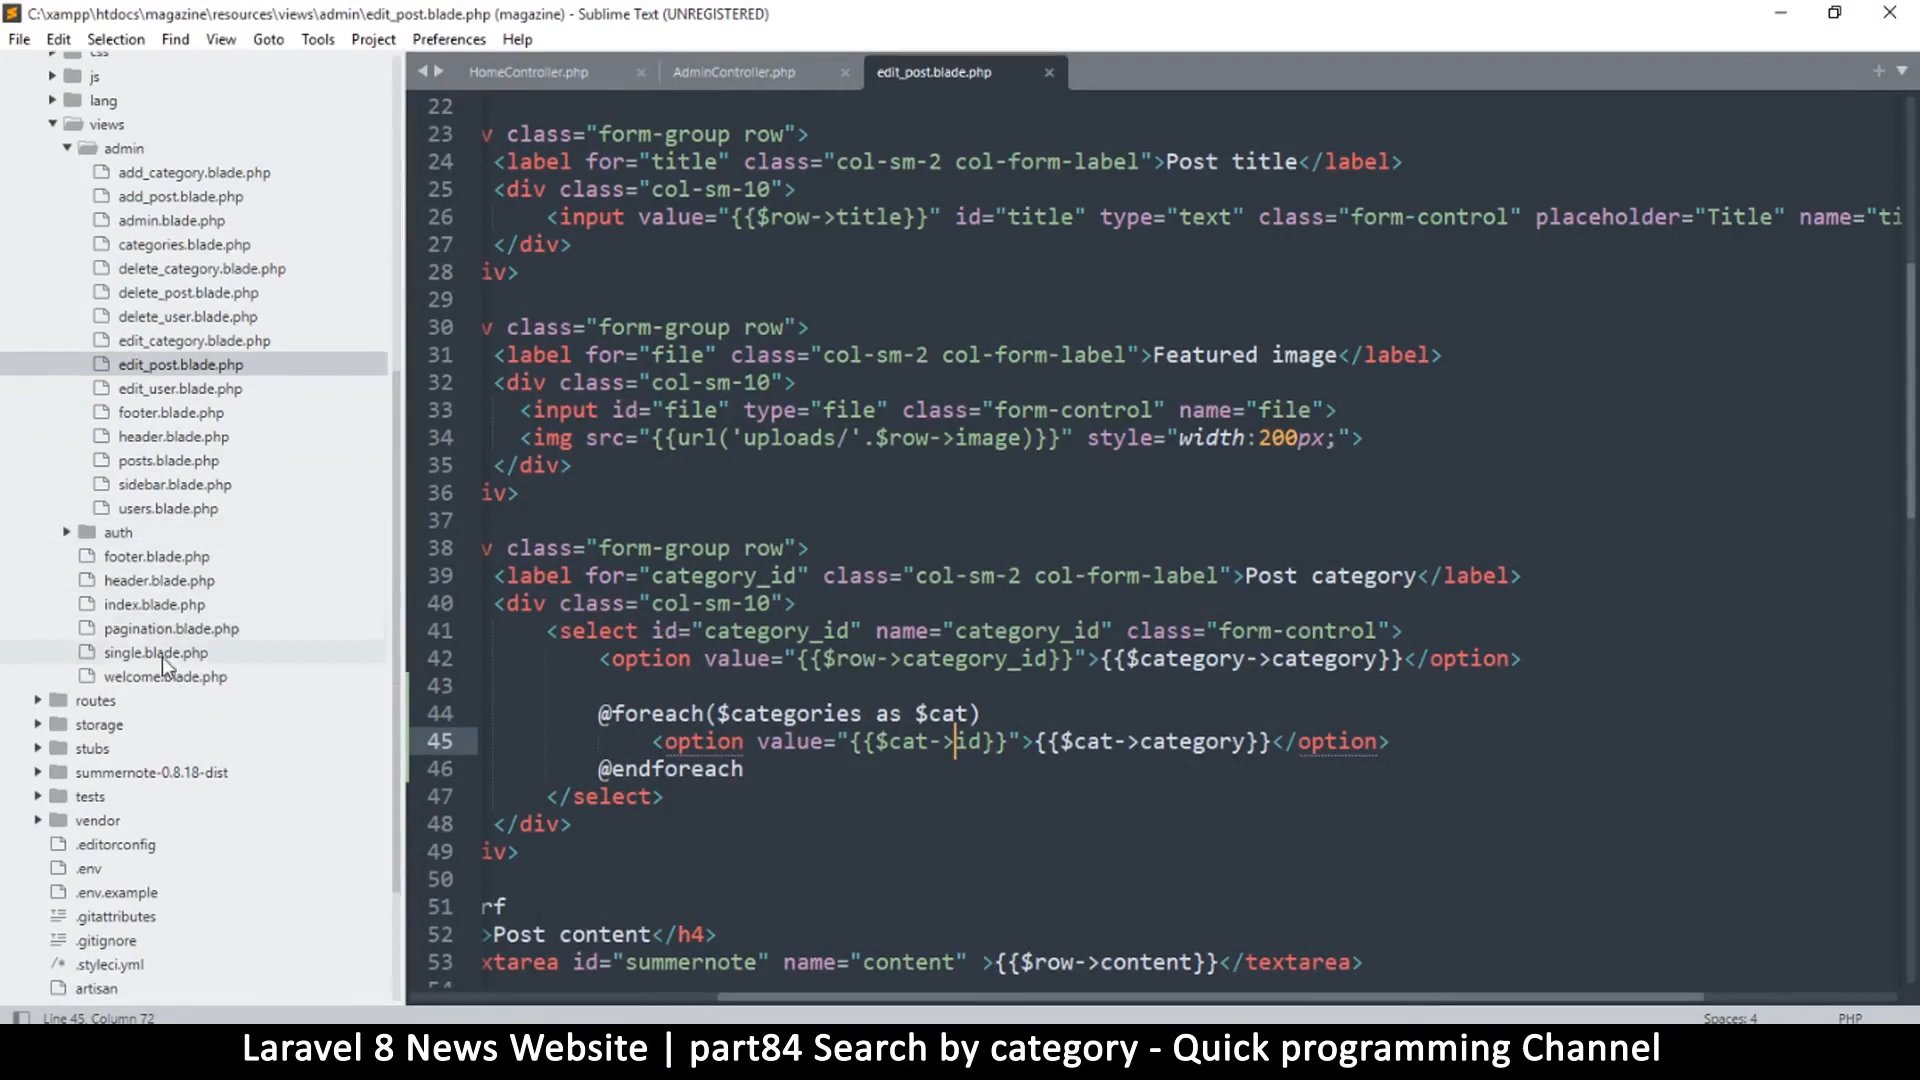 C:\xampp\htdocs\magazine\resources\views\admin\edit_post.blade.php (magazine) - Sublime Text (UNREGISTERED)
File Edit Selection Find View Goto Tools Project Preferences Help
css
js
lang
views
admin
add_category.blade.php
add_post.blade.php
admin.blade.php
categories.blade.php
delete_category.blade.php
delete_post.blade.php
delete_user.blade.php
edit_category.blade.php
edit_post.blade.php
edit_user.blade.php
footer.blade.php
header.blade.php
posts.blade.php
sidebar.blade.php
users.blade.php
auth
footer.blade.php
header.blade.php
index.blade.php
pagination.blade.php
single.blade.php
welcome.blade.php
routes
storage
stubs
summernote-0.8.18-dist
tests
vendor
.editorconfig
.env
.env.example
.gitattributes
.gitignore
.styleci.yml
artisan
HomeController.php AdminController.php edit_post.blade.php
22
23 v class="form-group row">
24 <label for="title" class="col-sm-2 col-form-label">Post title</label>
25 <div class="col-sm-10">
26 <input value="{{$row->title}}" id="title" type="text" class="form-control" placeholder="Title" name="ti
27 </div>
28 iv>
29
30 v class="form-group row">
31 <label for="file" class="col-sm-2 col-form-label">Featured image</label>
32 <div class="col-sm-10">
33 <input id="file" type="file" class="form-control" name="file">
34 <img src="{{url('uploads/'.$row->image)}}" style="width:200px;">
35 </div>
36 iv>
37
38 v class="form-group row">
39 <label for="category_id" class="col-sm-2 col-form-label">Post category</label>
40 <div class="col-sm-10">
41 <select id="category_id" name="category_id" class="form-control">
42 <option value="{{$row->category_id}}">{{$category->category}}</option>
43
44 @foreach($categories as $cat)
45 <option value="{{$cat->id}}">{{$cat->category}}</option>
46 @endforeach
47 </select>
48 </div>
49 iv>
50
51 rf
52 >Post content</h4>
53 xtarea id="summernote" name="content" >{{$row->content}}</textarea>
54
Line 45, Column 72 Spaces: 4 PHP
Laravel 8 News Website | part84 Search by category - Quick programming Channel